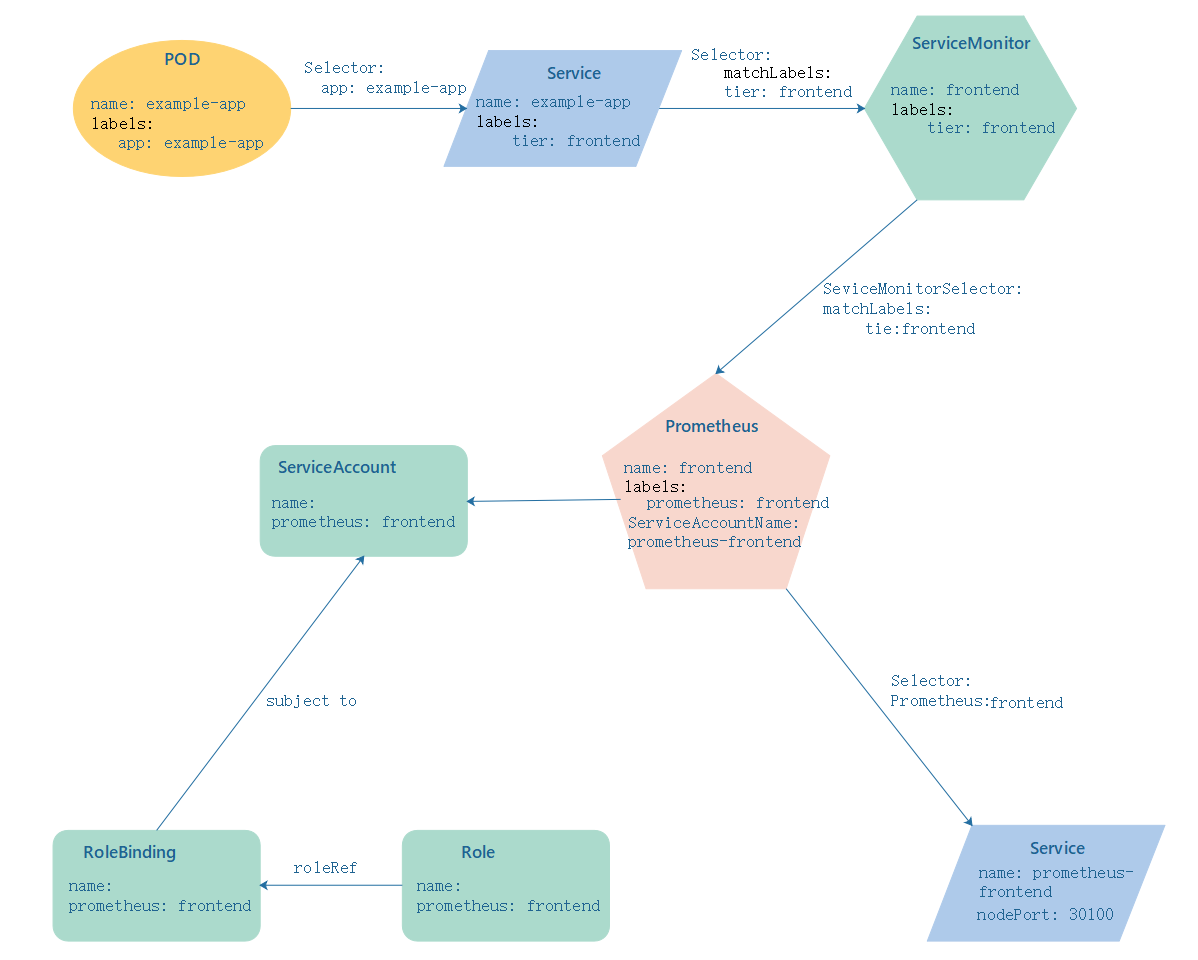 POD
name: example-app
labels:
app: example-app
Selector:
app: example-app
Service
name: example-app
labels:
tier: frontend
Selector:
matchLabels:
tier: frontend
ServiceMonitor
name: frontend
labels:
tier: frontend
SeviceMonitorSelector:
matchLabels:
tie:frontend
Prometheus
name: frontend
labels:
prometheus: frontend
ServiceAccountName:
prometheus-frontend
ServiceAccount
name:
prometheus: frontend
subject to
Selector:
Prometheus:frontend
RoleBinding
name:
prometheus: frontend
roleRef
Role
name:
prometheus: frontend
Service
name: prometheus-
frontend
nodePort: 30100